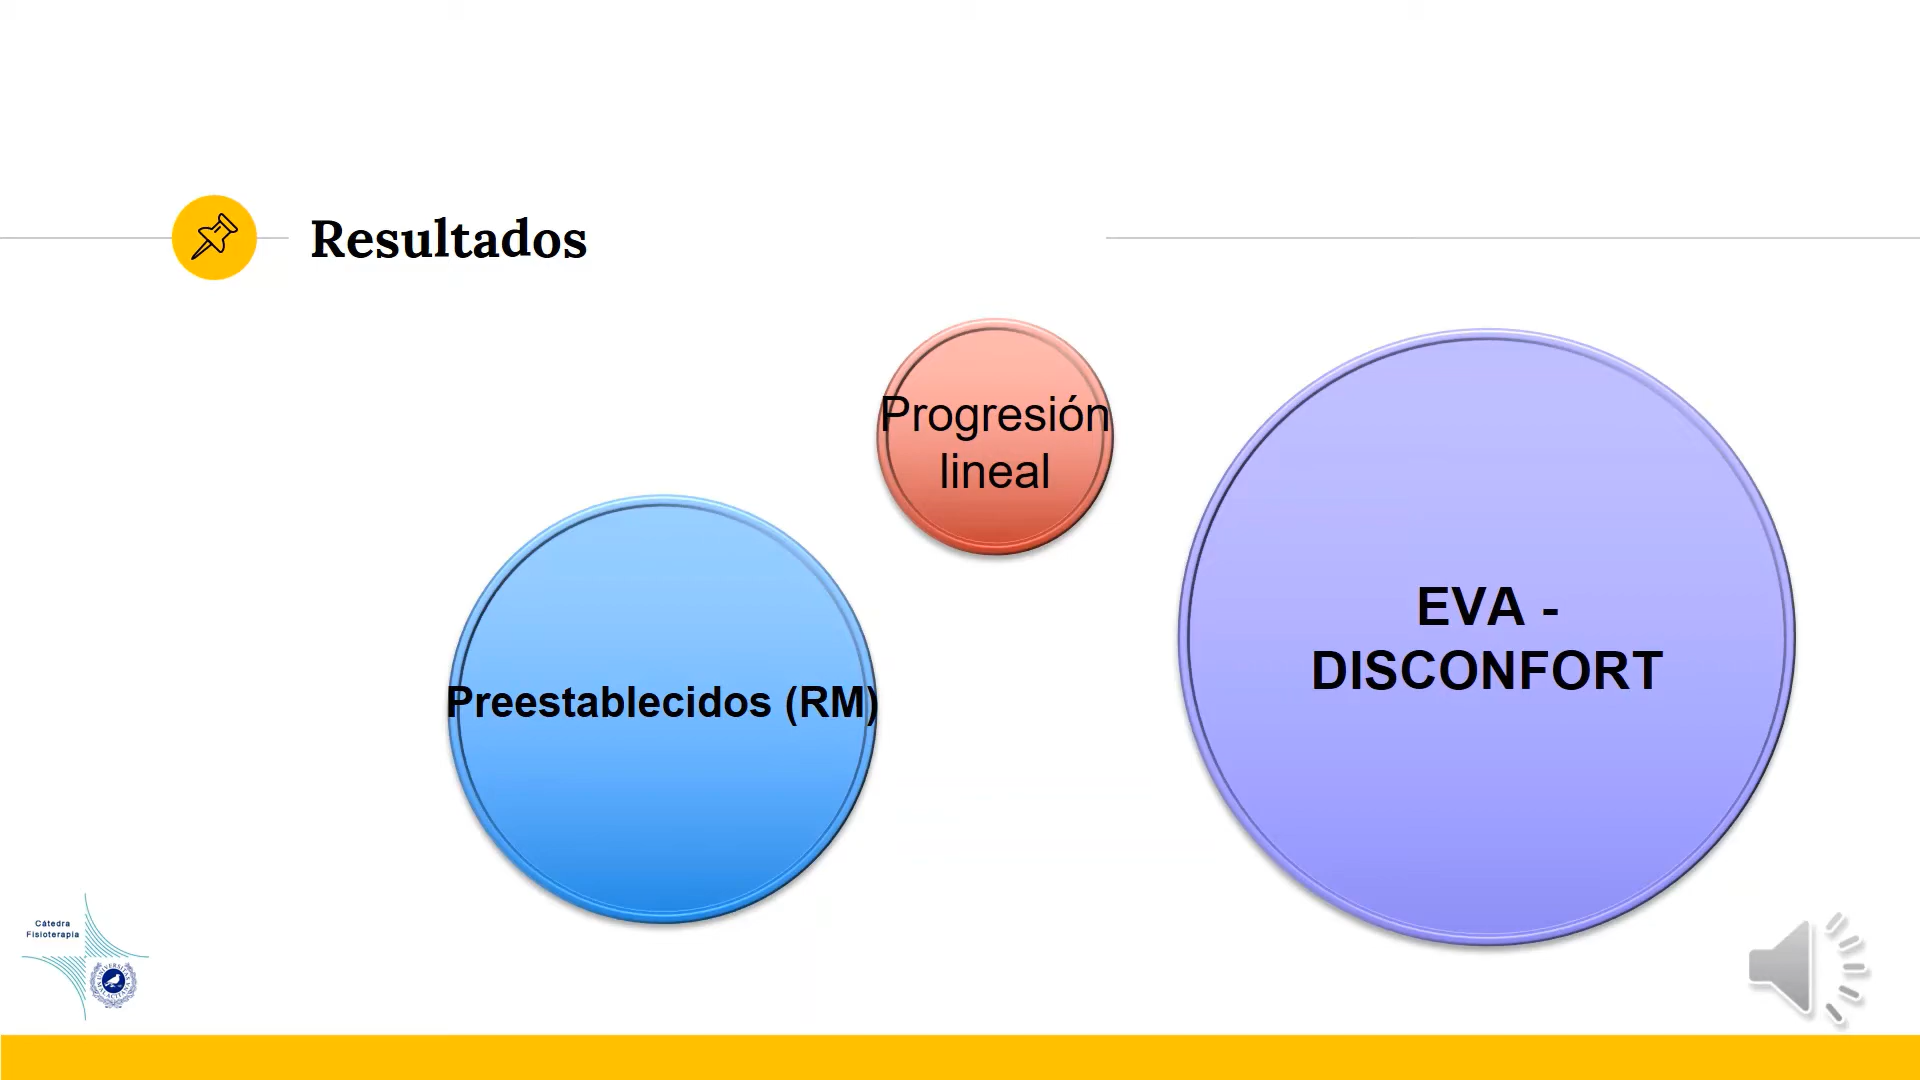 Resultados
Progresión
lineal
Preestablecidos (RM)
EVA -
DISCONFORT
Cátedra
Fisioterapia